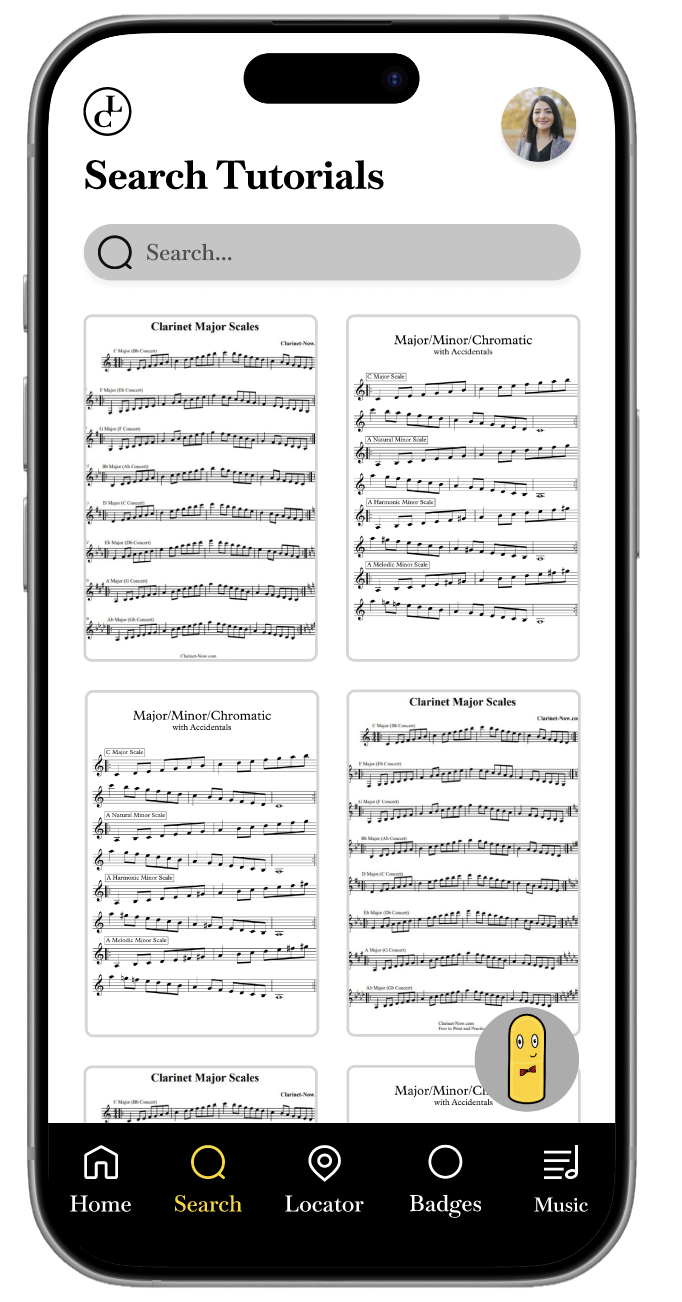 CL
Search Tutorials
Search...
Clarinet Major Scales
Clarinet-Now.
C Major (Bb Concert)
F Major (Eb Concert)
G Major (F Concert)
Bb Major (Ab Concert)
D Major (C Concert)
Eb Major (Db Concert)
A Major (G Concert)
Ab Major (Gb Concert)
Clarinet-Now.com
Major/Minor/Chromatic
with Accidentals
C Major Scale
A Natural Minor Scale
A Harmonic Minor Scale
A Melodic Minor Scale
Major/Minor/Chromatic
with Accidentals
C Major Scale
A Natural Minor Scale
A Harmonic Minor Scale
A Melodic Minor Scale
Clarinet Major Scales
Clarinet-Now.co
C Major (Bb Concert)
F Major (Eb Concert)
G Major (F Concert)
Bb Major (Ab Concert)
D Major (C Concert)
Eb Major (Db Concert)
A Major (G Concert)
Ab Major (Gb Concert)
Clarinet-Now.com
Free to Print and
Clarinet Major Scales
Clarinet-Now.
C Major (Bb Concert)
Major/Minor/C
with Accidentals
Home
Search
Locator
Badges
Music